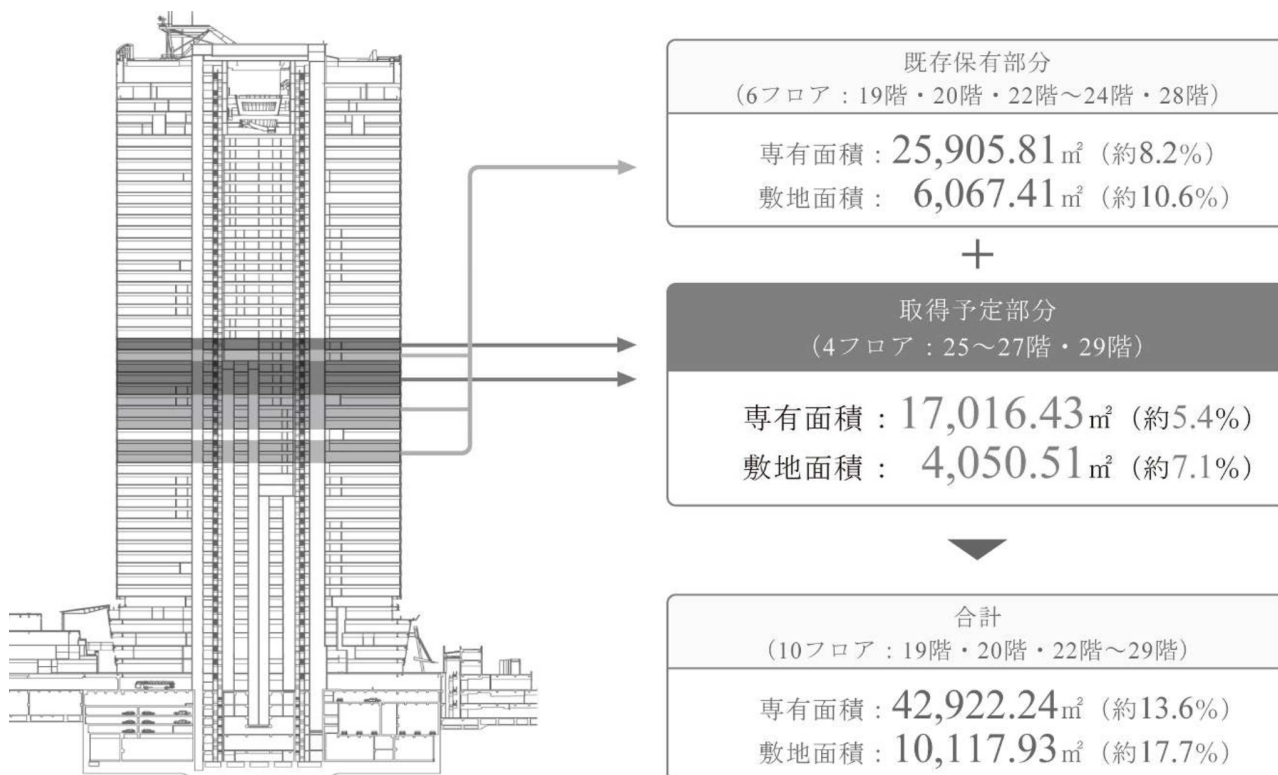 既存保有部分
（6フロア：19階・20階・22階～24階・28階）
専有面積：25,905.81㎡（約8.2%）
敷地面積： 6,067.41㎡（約10.6%）
＋
取得予定部分
（4フロア：25～27階・29階）
専有面積：17,016.43㎡（約5.4%）
敷地面積： 4,050.51㎡（約7.1%）
合計
（10フロア：19階・20階・22階～29階）
専有面積：42,922.24㎡（約13.6%）
敷地面積：10,117.93㎡（約17.7%）